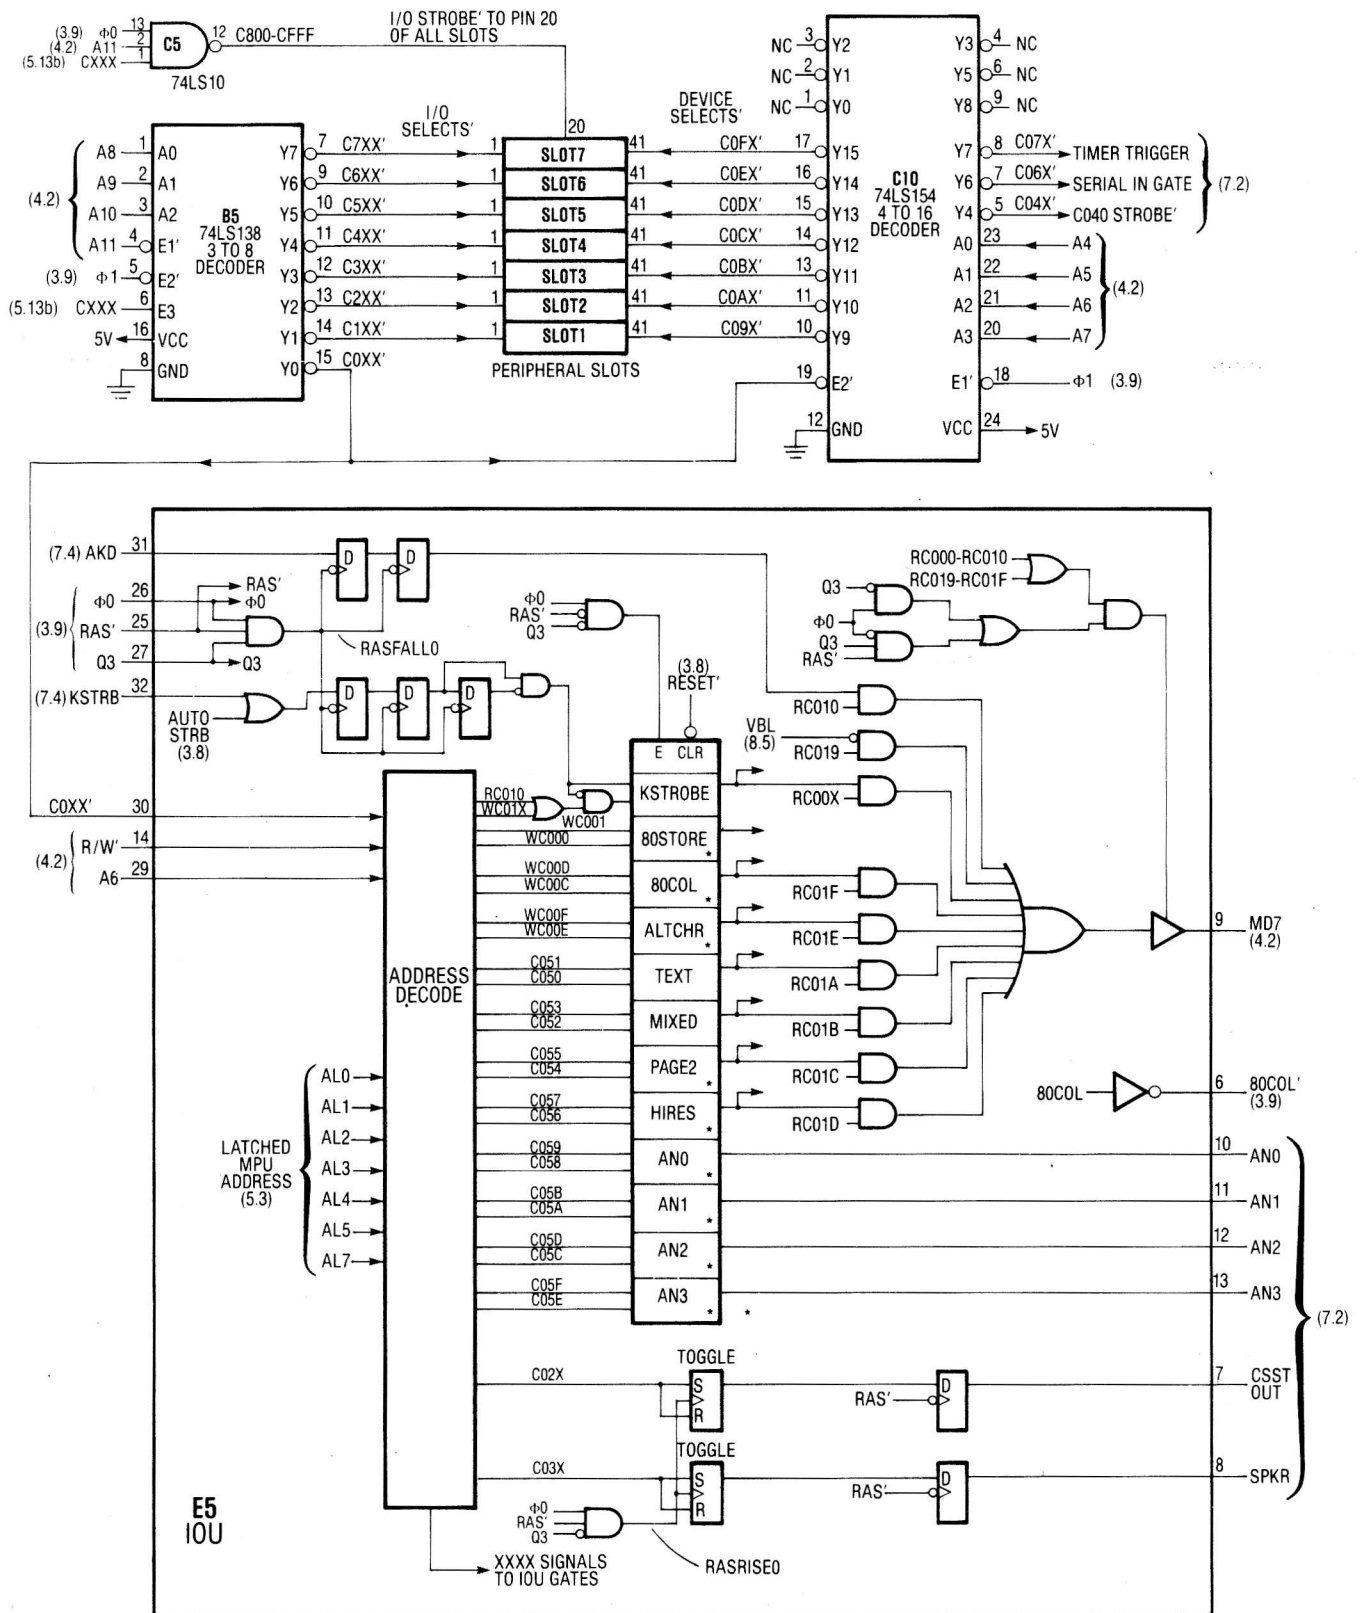 (3.9) Φ0 13
(4.2) A11 2
(5.13b) CXXX 1
C5
12 C800-CFFF
74LS10
I/O STROBE' TO PIN 20
OF ALL SLOTS
20
I/O
SELECTS'
DEVICE
SELECTS'
(4.2)
A8 1 A0
A9 2 A1
A10 3 A2
A11 4 E1'
(3.9) Φ1 5 E2'
(5.13b) CXXX 6 E3
5V 16 VCC
8 GND
B5
74LS138
3 TO 8
DECODER
Y7 7 C7XX' 1 SLOT7 41 C0FX' 17 Y15
Y6 9 C6XX' 1 SLOT6 41 C0EX' 16 Y14
Y5 10 C5XX' 1 SLOT5 41 C0DX' 15 Y13
Y4 11 C4XX' 1 SLOT4 41 C0CX' 14 Y12
Y3 12 C3XX' 1 SLOT3 41 C0BX' 13 Y11
Y2 13 C2XX' 1 SLOT2 41 C0AX' 11 Y10
Y1 14 C1XX' 1 SLOT1 41 C09X' 10 Y9
Y0 15 C0XX'
PERIPHERAL SLOTS
NC 3 Y2
NC 2 Y1
NC 1 Y0
19 E2'
12 GND
C10
74LS154
4 TO 16
DECODER
Y3 4 NC
Y5 6 NC
Y8 9 NC
Y7 8 C07X' TIMER TRIGGER
Y6 7 C06X' SERIAL IN GATE
Y4 5 C04X' C040 STROBE'
(7.2)
A0 23 A4
A1 22 A5
A2 21 A6
A3 20 A7
(4.2)
E1' 18 Φ1 (3.9)
VCC 24 5V
(7.4) AKD 31
D
D
(3.9)
Φ0 26
RAS' 25
Q3 27
RAS'
Φ0
Q3
RASFALL0
(7.4) KSTRB 32
AUTO
STRB
(3.8)
D
D
D
Φ0
RAS'
Q3
(3.8)
RESET'
RC000-RC010
RC019-RC01F
Q3
Φ0
Q3
RAS'
RC010
VBL
(8.5)
RC019
RC00X
RC01F
RC01E
RC01A
RC01B
RC01C
RC01D
9 MD7
(4.2)
80COL
6 80COL'
(3.9)
C0XX' 30
(4.2)
R/W' 14
A6 29
ADDRESS
DECODE
LATCHED
MPU
ADDRESS
(5.3)
AL0
AL1
AL2
AL3
AL4
AL5
AL7
E CLR
RC010
WC01X
KSTROBE
WC001
WC000
80STORE *
WC00D
WC00C
80COL *
WC00F
WC00E
ALTCHR *
C051
C050
TEXT
C053
C052
MIXED
C055
C054
PAGE2 *
C057
C056
HIRES *
C059
C058
AN0 *
10 AN0
C05B
C05A
AN1 *
11 AN1
C05D
C05C
AN2 *
12 AN2
C05F
C05E
AN3 * *
13 AN3
(7.2)
C02X
TOGGLE
S
R
RAS'
D
7 CSST
OUT
C03X
TOGGLE
S
R
RAS'
D
8 SPKR
Φ0
RAS'
Q3
RASRISE0
E5
IOU
XXXX SIGNALS
TO IOU GATES